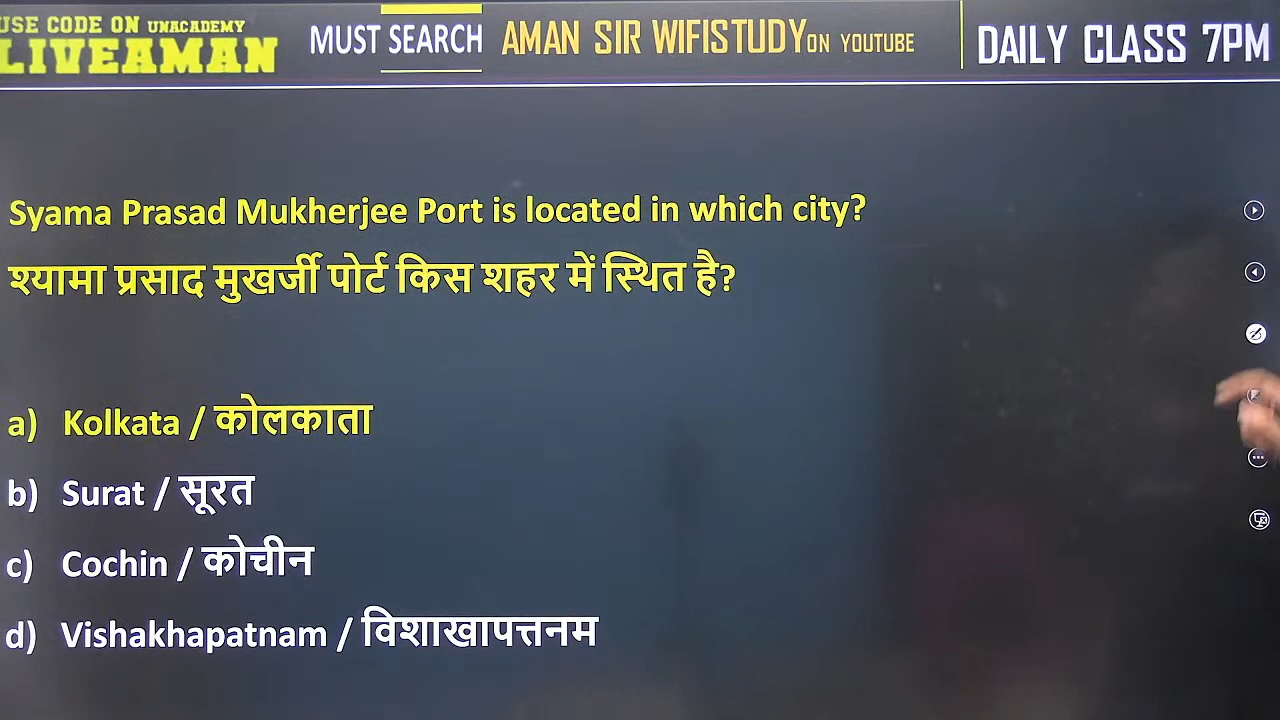 USE CODE ON UNACADEMY
LIVEAMAN
MUST SEARCH
AMAN SIR WIFISTUDY ON YOUTUBE
DAILY CLASS 7PM
Syama Prasad Mukherjee Port is located in which city?
श्यामा प्रसाद मुखर्जी पोर्ट किस शहर में स्थित है?
a) Kolkata / कोलकाता
b) Surat / सूरत
c) Cochin / कोचीन
d) Vishakhapatnam / विशाखापत्तनम